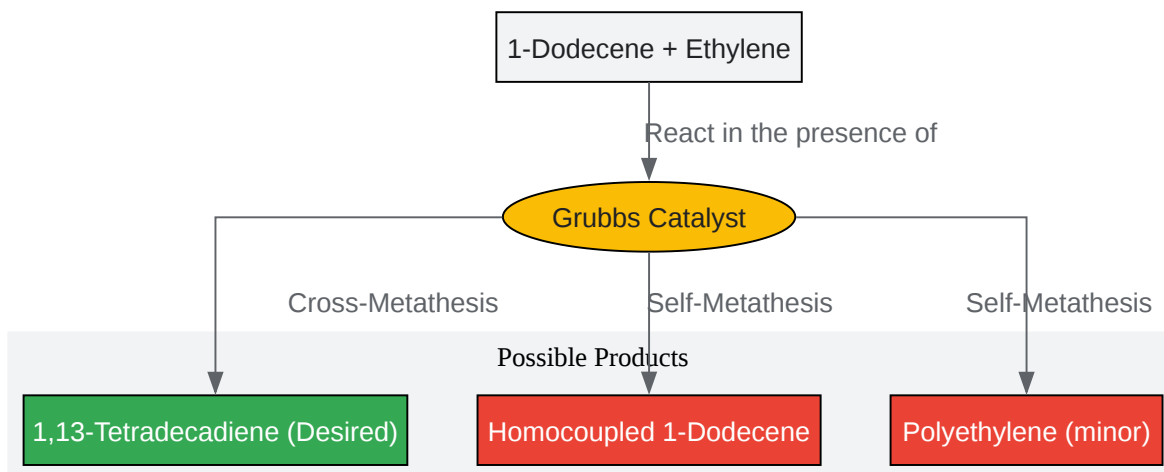 1-Dodecene + Ethylene
React in the presence of
Grubbs Catalyst
Cross-Metathesis
Self-Metathesis
Self-Metathesis
Possible Products
1,13-Tetradecadiene (Desired)
Homocoupled 1-Dodecene
Polyethylene (minor)